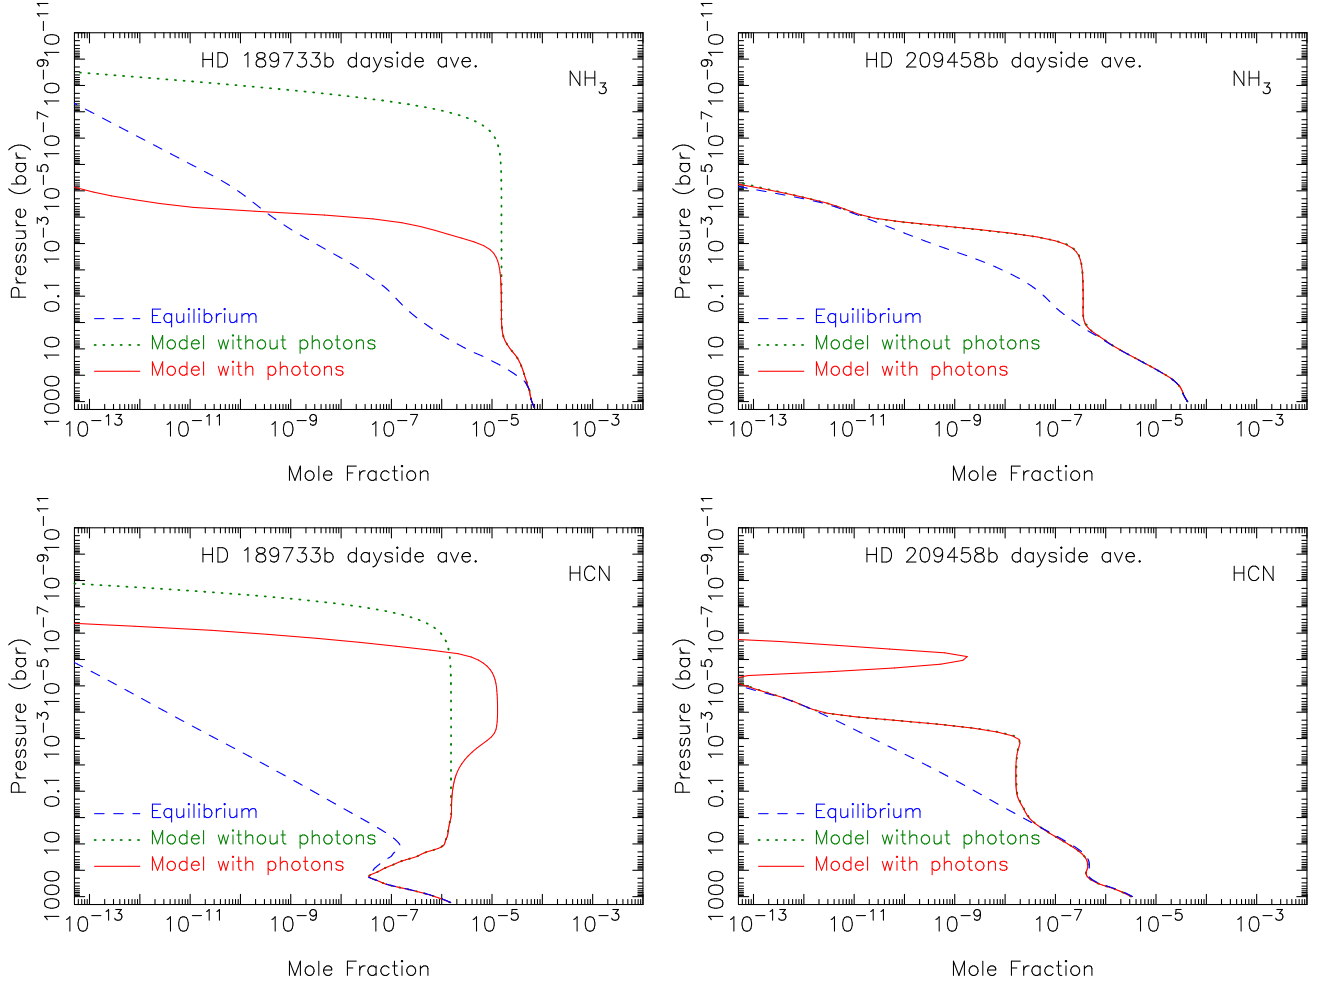 HD 189733b dayside ave.
NH3
Pressure (bar)
10−11
10−9
10−7
10−5
10−3
0.1
10
1000
Equilibrium
Model without photons
Model with photons
10−13 10−11 10−9 10−7 10−5 10−3
Mole Fraction
HD 209458b dayside ave.
NH3
Pressure (bar)
10−11
10−9
10−7
10−5
10−3
0.1
10
1000
Equilibrium
Model without photons
Model with photons
10−13 10−11 10−9 10−7 10−5 10−3
Mole Fraction
HD 189733b dayside ave.
HCN
Pressure (bar)
10−11
10−9
10−7
10−5
10−3
0.1
10
1000
Equilibrium
Model without photons
Model with photons
10−13 10−11 10−9 10−7 10−5 10−3
Mole Fraction
HD 209458b dayside ave.
HCN
Pressure (bar)
10−11
10−9
10−7
10−5
10−3
0.1
10
1000
Equilibrium
Model without photons
Model with photons
10−13 10−11 10−9 10−7 10−5 10−3
Mole Fraction